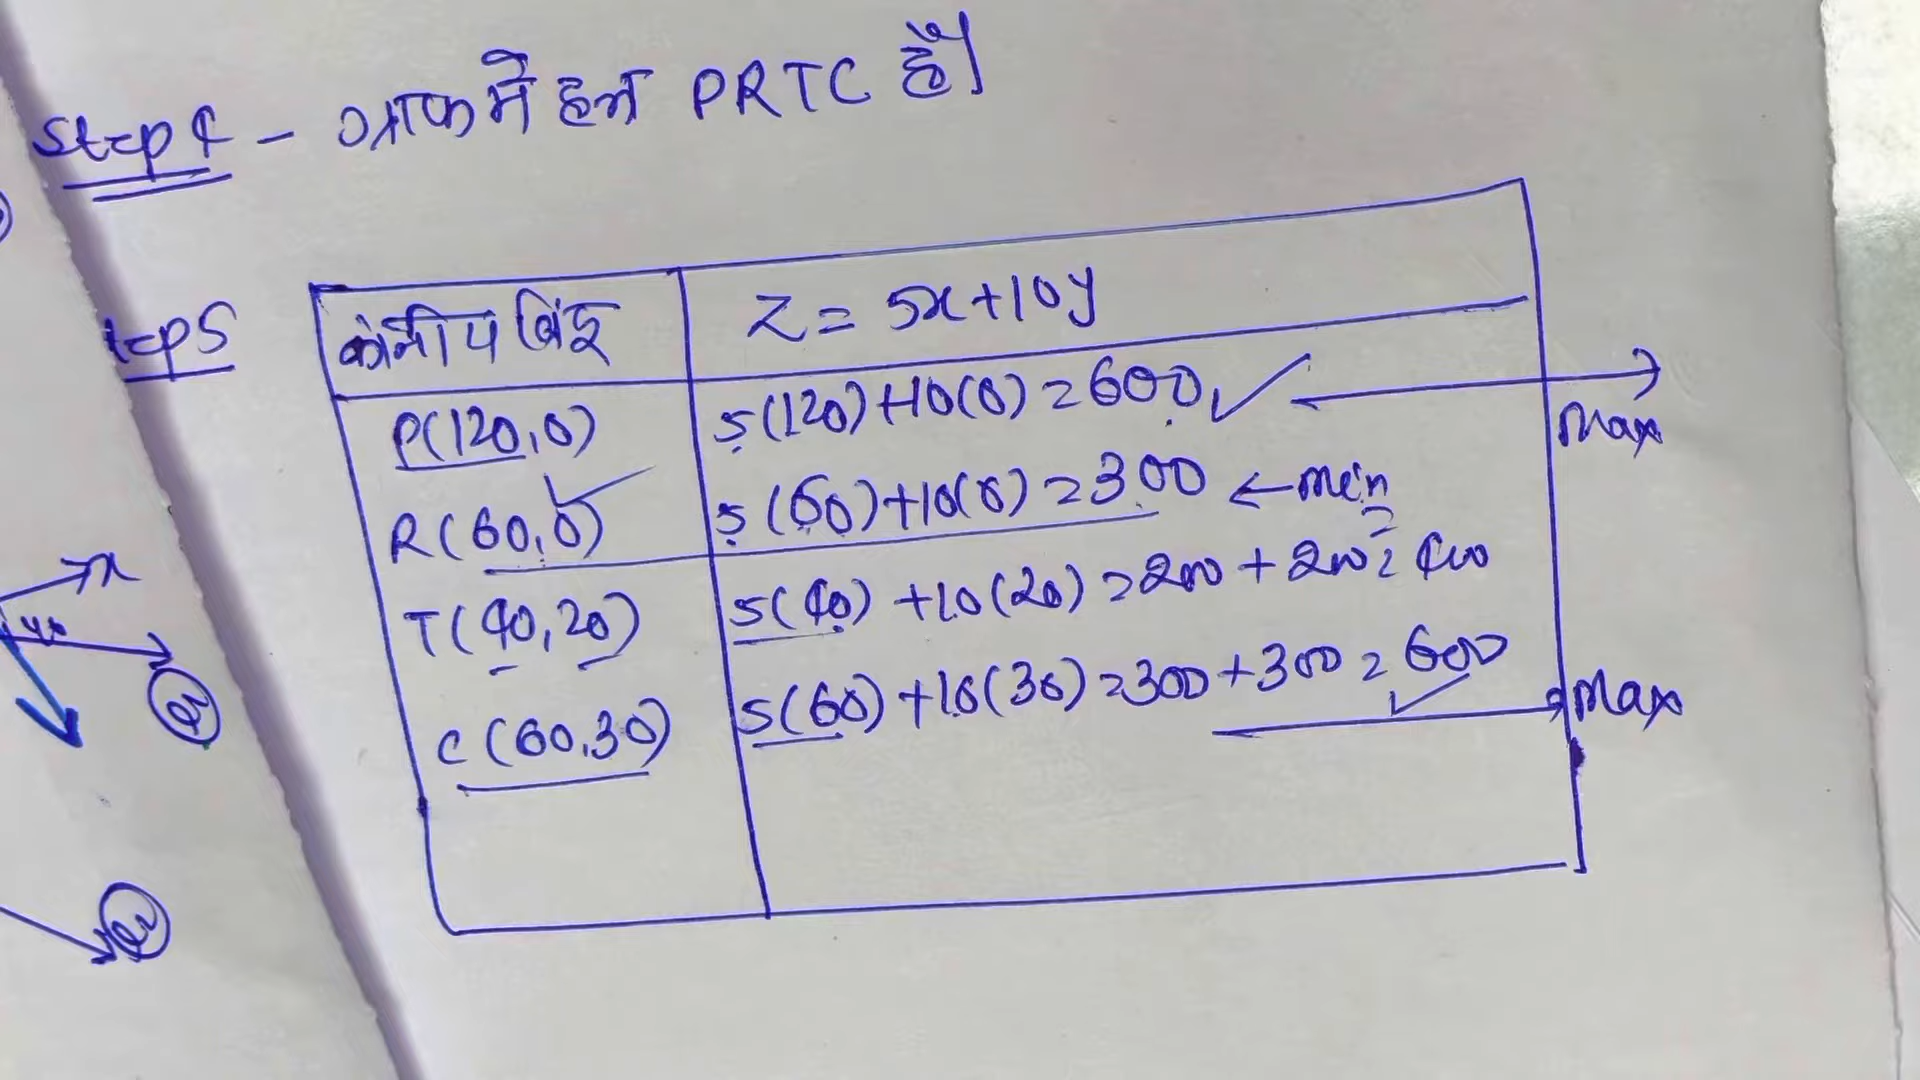 Step 4 - ग्राफ में हल PRTC है।
tep5
कोनीय बिंदु
Z = 5x+10y
P(120,0)
5(120)+10(0)=600 ✓
Max
R(60,0)
5(60)+10(0)=300 ← min
T(40,20)
5(40)+10(20)=200+200=400
C(60,30)
5(60)+10(30)=300+300=600
Max
x